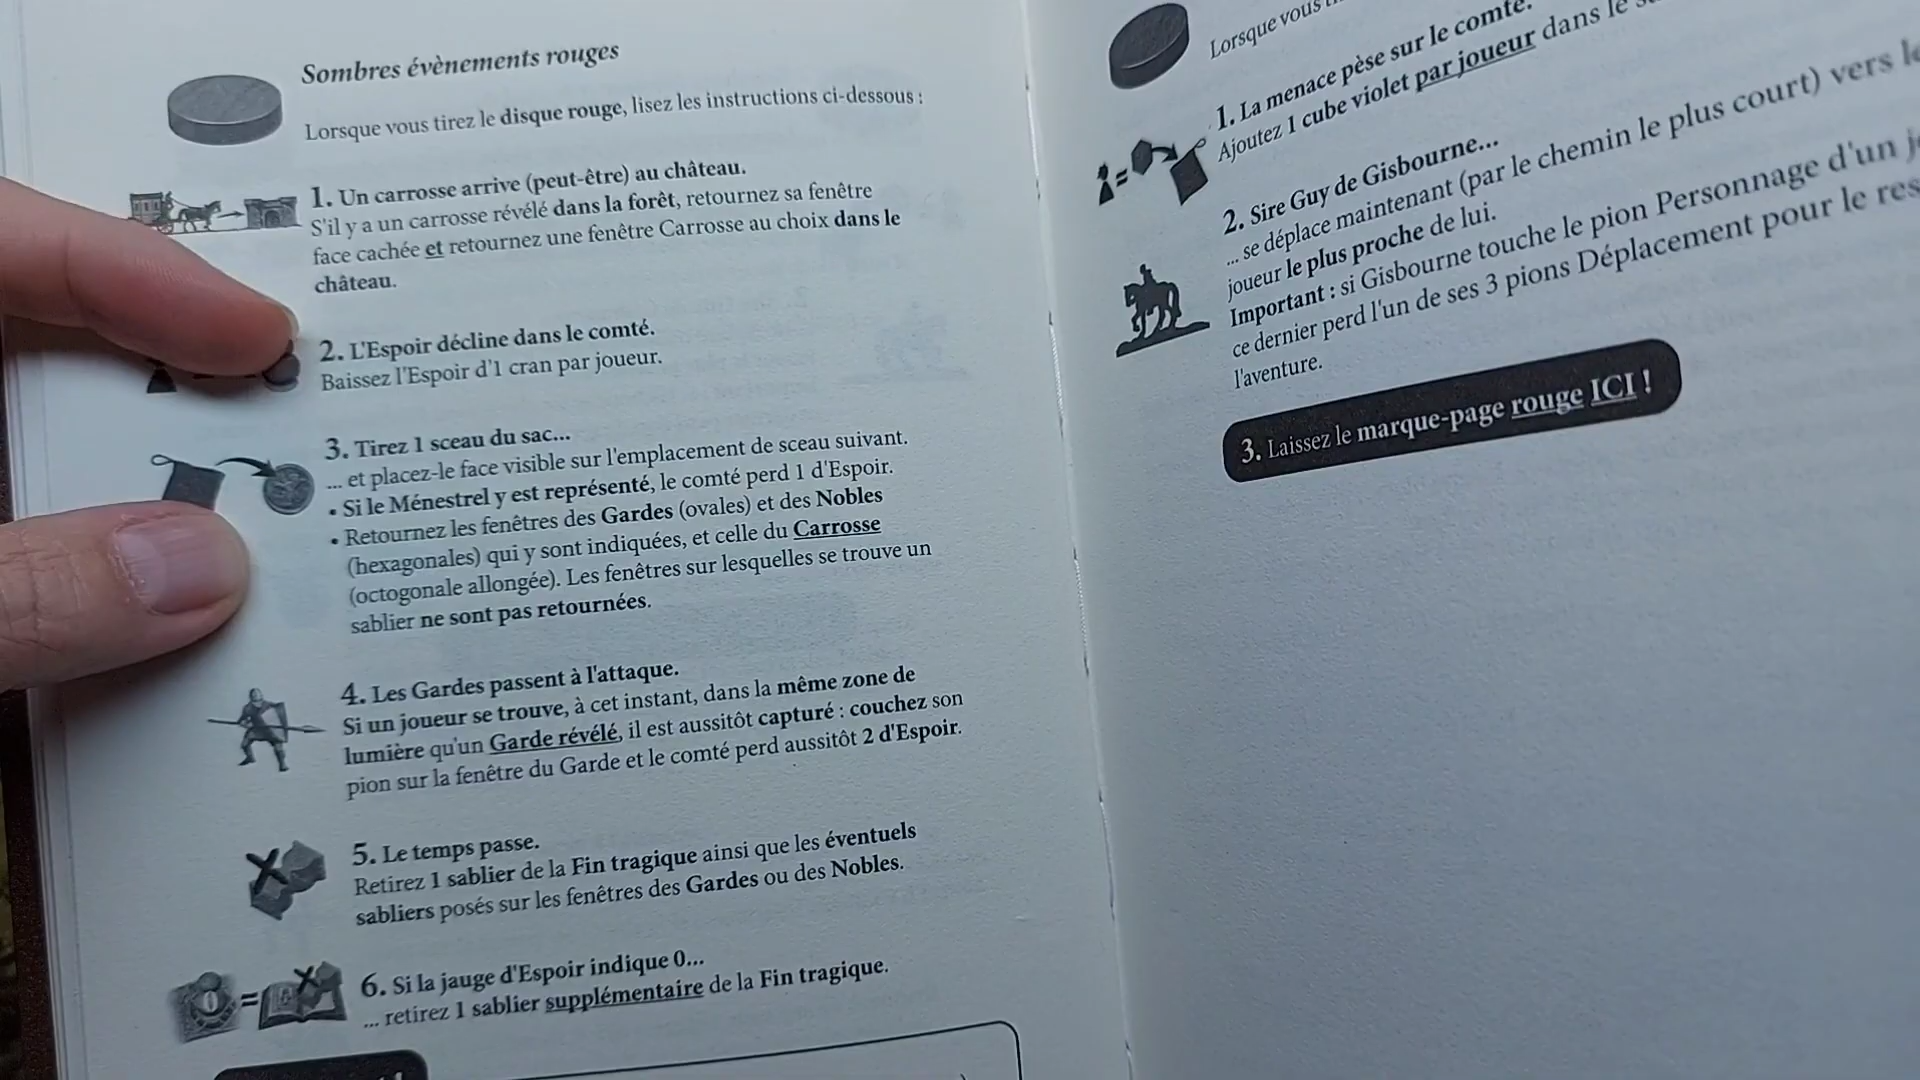 Sombres évènements rouges
Lorsque vous tirez le disque rouge, lisez les instructions ci-dessous :
1. Un carrosse arrive (peut-être) au château.
S'il y a un carrosse révélé dans la forêt, retournez sa fenêtre
face cachée et retournez une fenêtre Carrosse au choix dans le
château.
2. L'Espoir décline dans le comté.
Baissez l'Espoir d'1 cran par joueur.
3. Tirez 1 sceau du sac...
... et placez-le face visible sur l'emplacement de sceau suivant.
• Si le Ménestrel y est représenté, le comté perd 1 d'Espoir.
• Retournez les fenêtres des Gardes (ovales) et des Nobles
(hexagonales) qui y sont indiquées, et celle du Carrosse
(octogonale allongée). Les fenêtres sur lesquelles se trouve un
sablier ne sont pas retournées.
4. Les Gardes passent à l'attaque.
Si un joueur se trouve, à cet instant, dans la même zone de
lumière qu'un Garde révélé, il est aussitôt capturé : couchez son
pion sur la fenêtre du Garde et le comté perd aussitôt 2 d'Espoir.
5. Le temps passe.
Retirez 1 sablier de la Fin tragique ainsi que les éventuels
sabliers posés sur les fenêtres des Gardes ou des Nobles.
0 =
6. Si la jauge d'Espoir indique 0...
... retirez 1 sablier supplémentaire de la Fin tragique.
Lorsque vous
1. La menace pèse sur le comté.
Ajoutez 1 cube violet par joueur dans le
=
2. Sire Guy de Gisbourne...
... se déplace maintenant (par le chemin le plus court) vers
joueur le plus proche de lui.
Important : si Gisbourne touche le pion Personnage d'un
ce dernier perd l'un de ses 3 pions Déplacement pour le
l'aventure.
3. Laissez le marque-page rouge ICI !